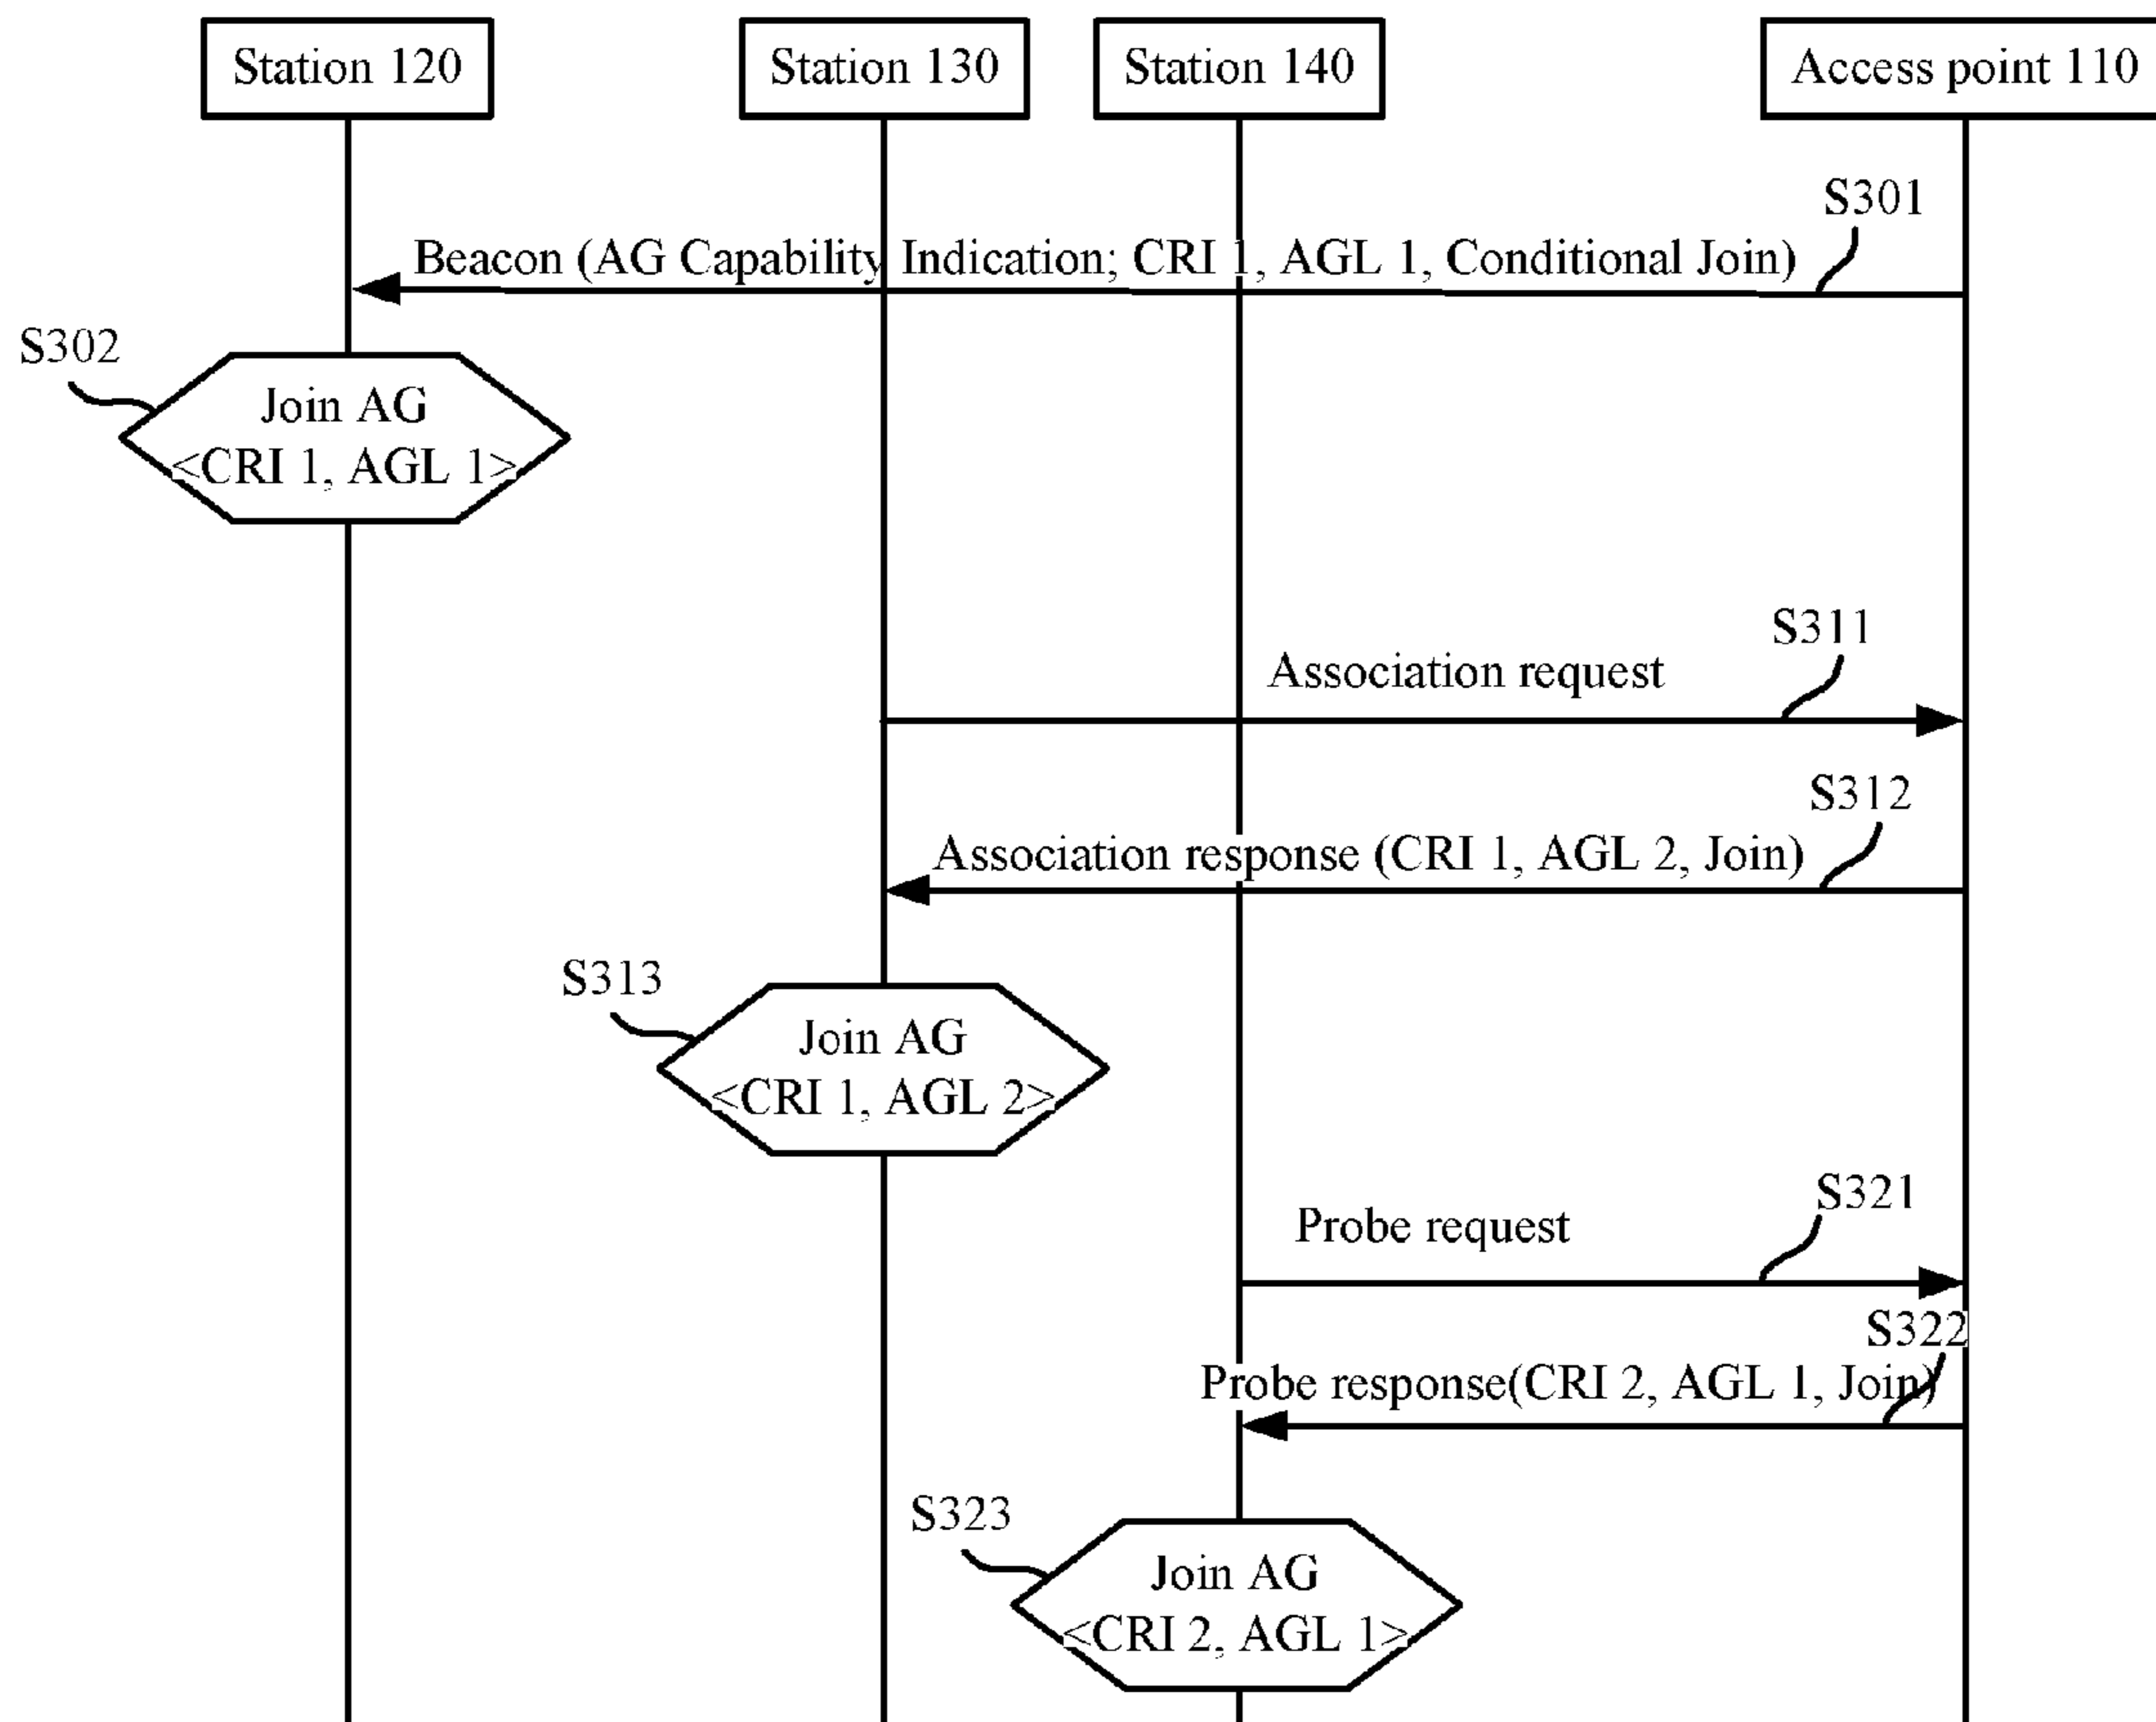 Station 120
Station 130
Station 140
Access point 110
S301
Beacon (AG Capability Indication; CRI 1, AGL 1, Conditional Join)
S302
Join AG
<CRI 1, AGL 1>
S311
Association request
S312
Association response (CRI 1, AGL 2, Join)
S313
Join AG
<CRI 1, AGL 2>
S321
Probe request
S322
Probe response(CRI 2, AGL 1, Join)
S323
Join AG
<CRI 2, AGL 1>